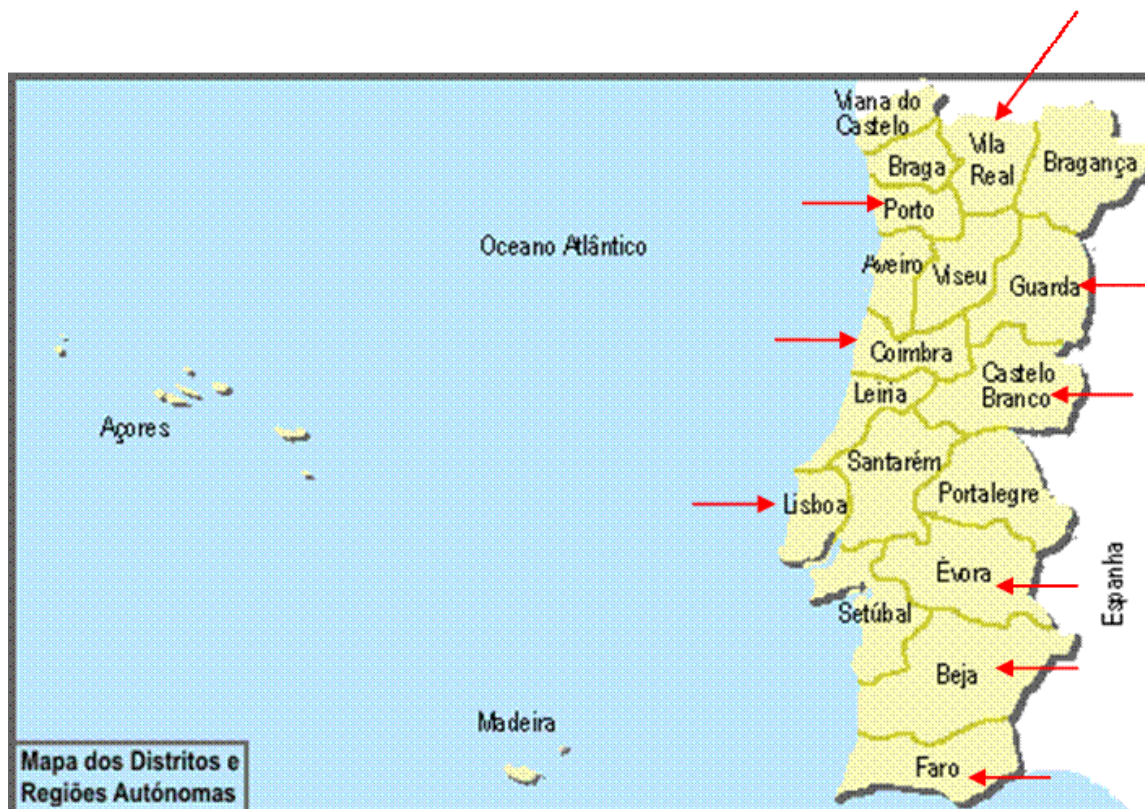 Viana do
Castelo
Braga
Vila
Real
Bragança
Porto
Oceano Atlântico
Aveiro
Viseu
Guarda
Coimbra
Castelo
Branco
Leiria
Açores
Santarém
Lisboa
Portalegre
Évora
Espanha
Setúbal
Beja
Madeira
Faro
Mapa dos Distritos e
Regiões Autónomas